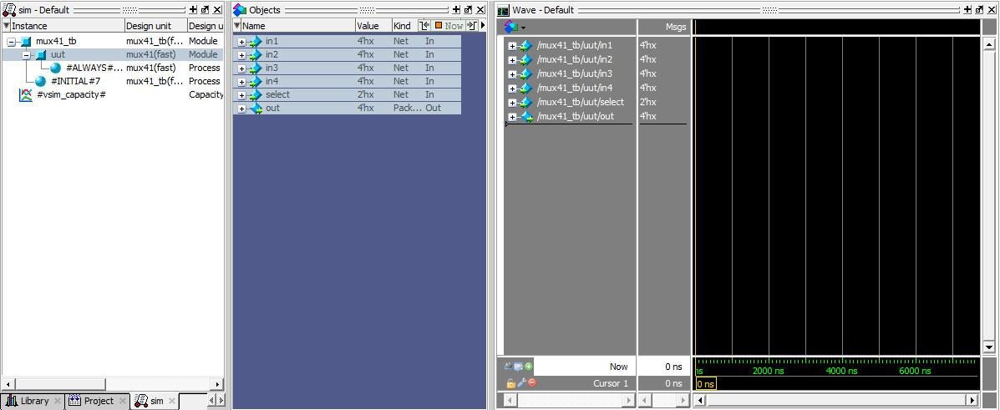 sim - Default
Instance Design unit Design u
mux41_tb mux41_tb(f... Module
uut mux41(fast) Module
#ALWAYS#... mux41(fast) Process
#INITIAL#7 mux41_tb(f... Process
#vsim_capacity# Capacity
Library Project sim
Objects
Name Value Kind Now
in1 4'hx Net In
in2 4'hx Net In
in3 4'hx Net In
in4 4'hx Net In
select 2'hx Net In
out 4'hx Pack... Out
Wave - Default
Msgs
/mux41_tb/uut/in1 4'hx
/mux41_tb/uut/in2 4'hx
/mux41_tb/uut/in3 4'hx
/mux41_tb/uut/in4 4'hx
/mux41_tb/uut/select 2'hx
/mux41_tb/uut/out 4'hx
Now 0 ns ns 2000 ns 4000 ns 6000 ns
Cursor 1 0 ns 0 ns